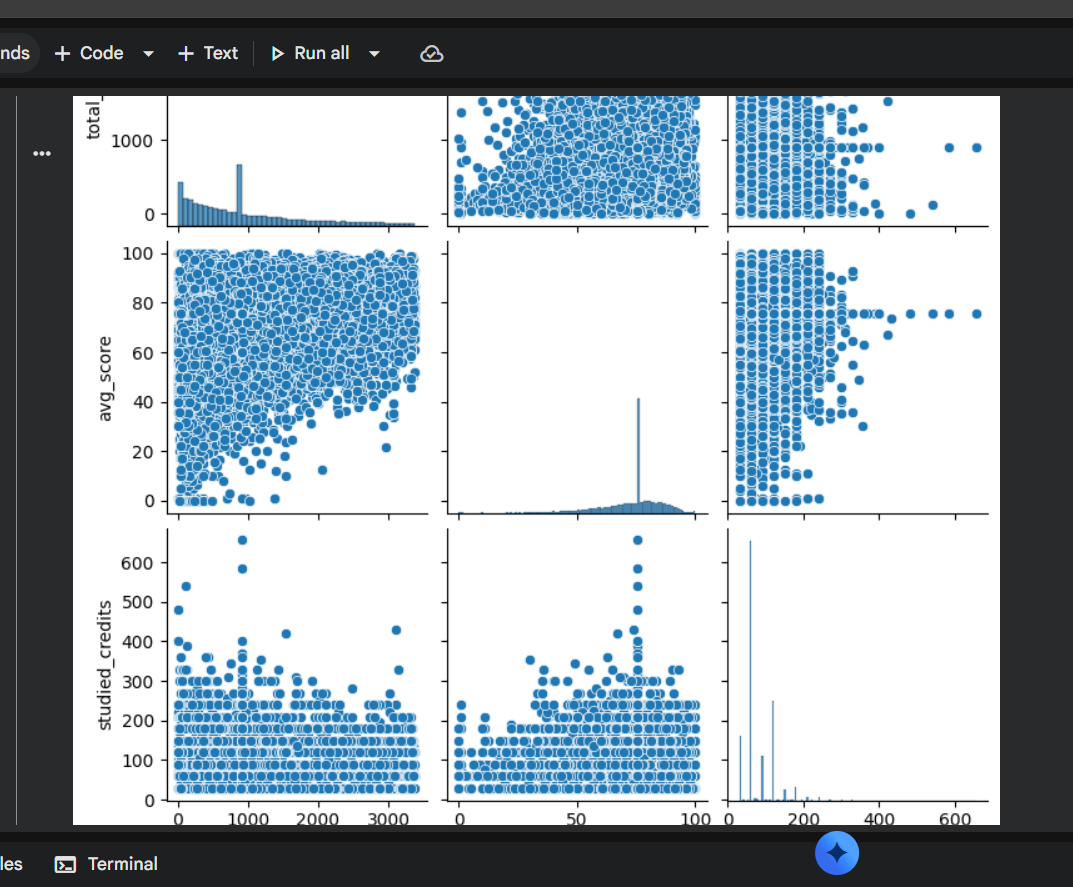 nds + Code + Text Run all
total_
1000
0
100
80
60
40
20
0
avg_score
600
500
400
300
200
100
0
studied_credits
0 1000 2000 3000 0 50 100 0 200 400 600
les Terminal